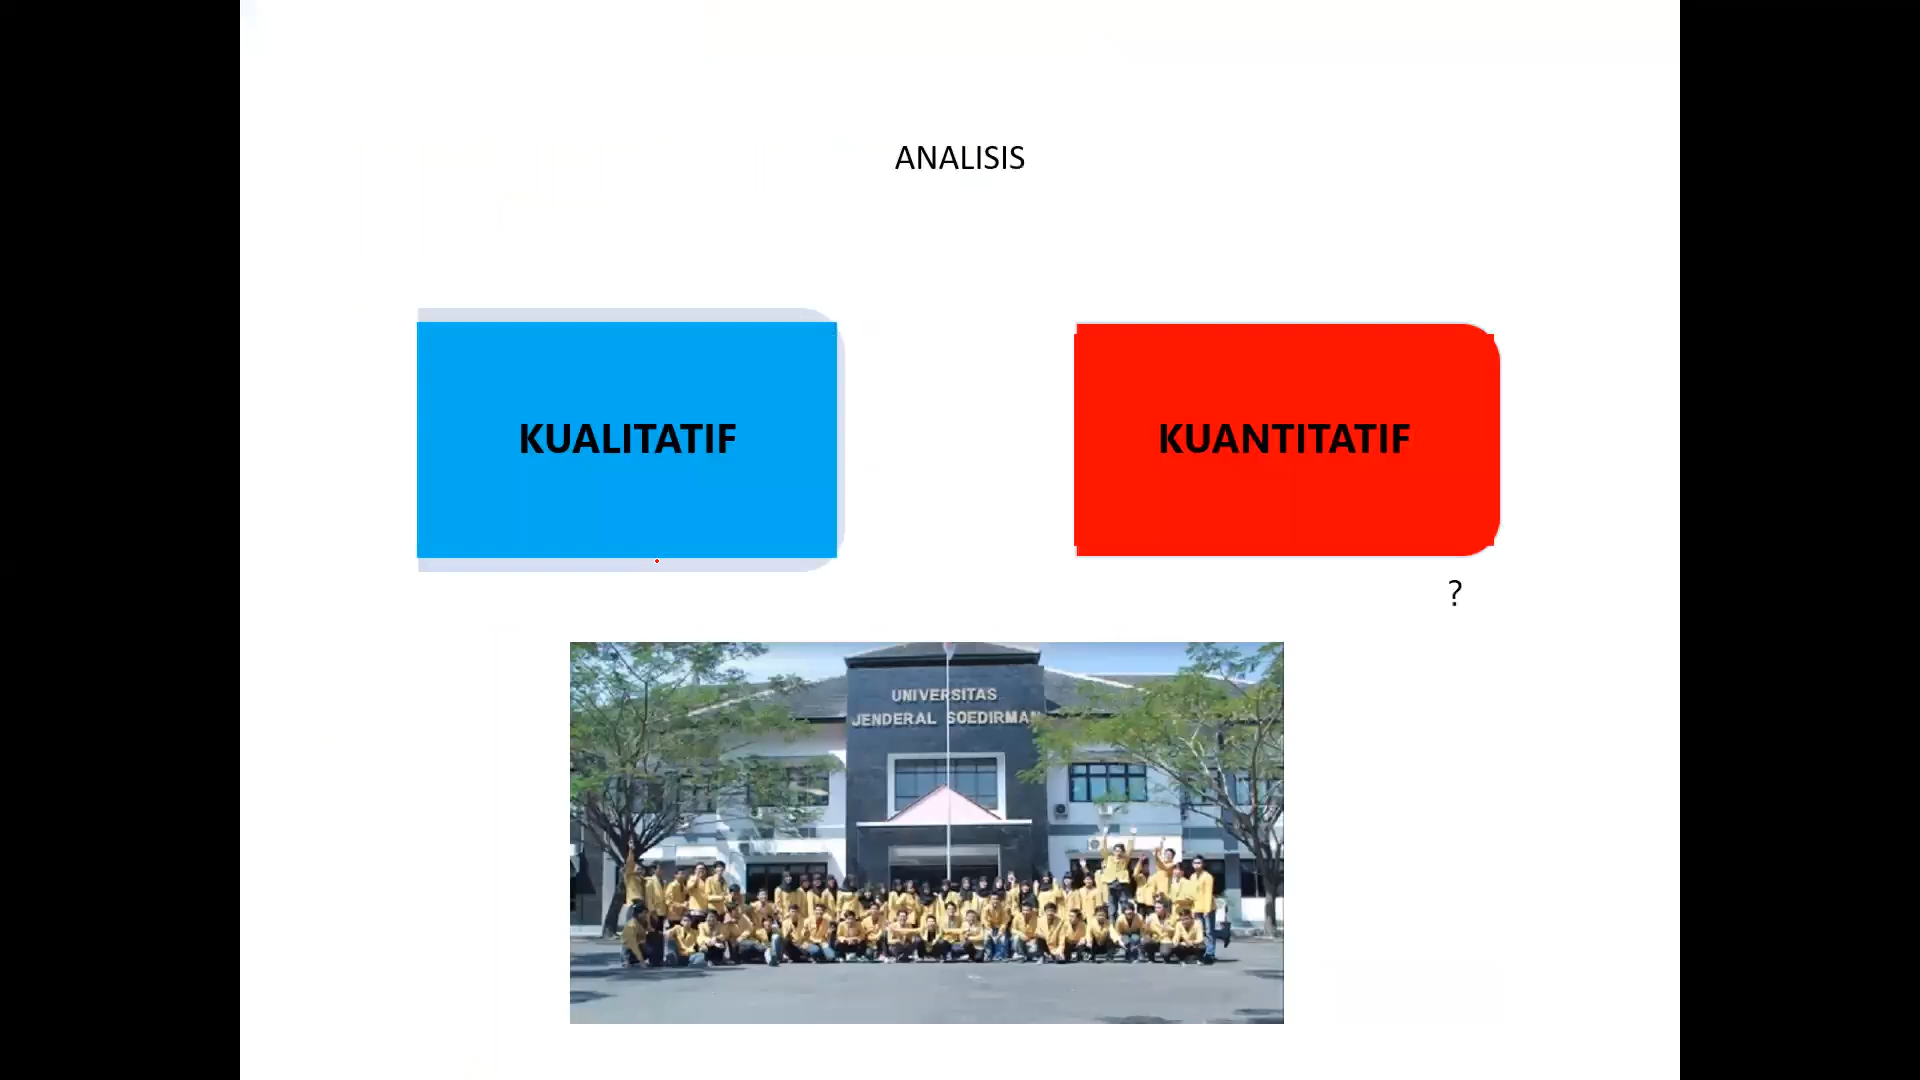 ANALISIS
KUALITATIF
KUANTITATIF
?
UNIVERSITAS
JENDERAL SOEDIRMAN